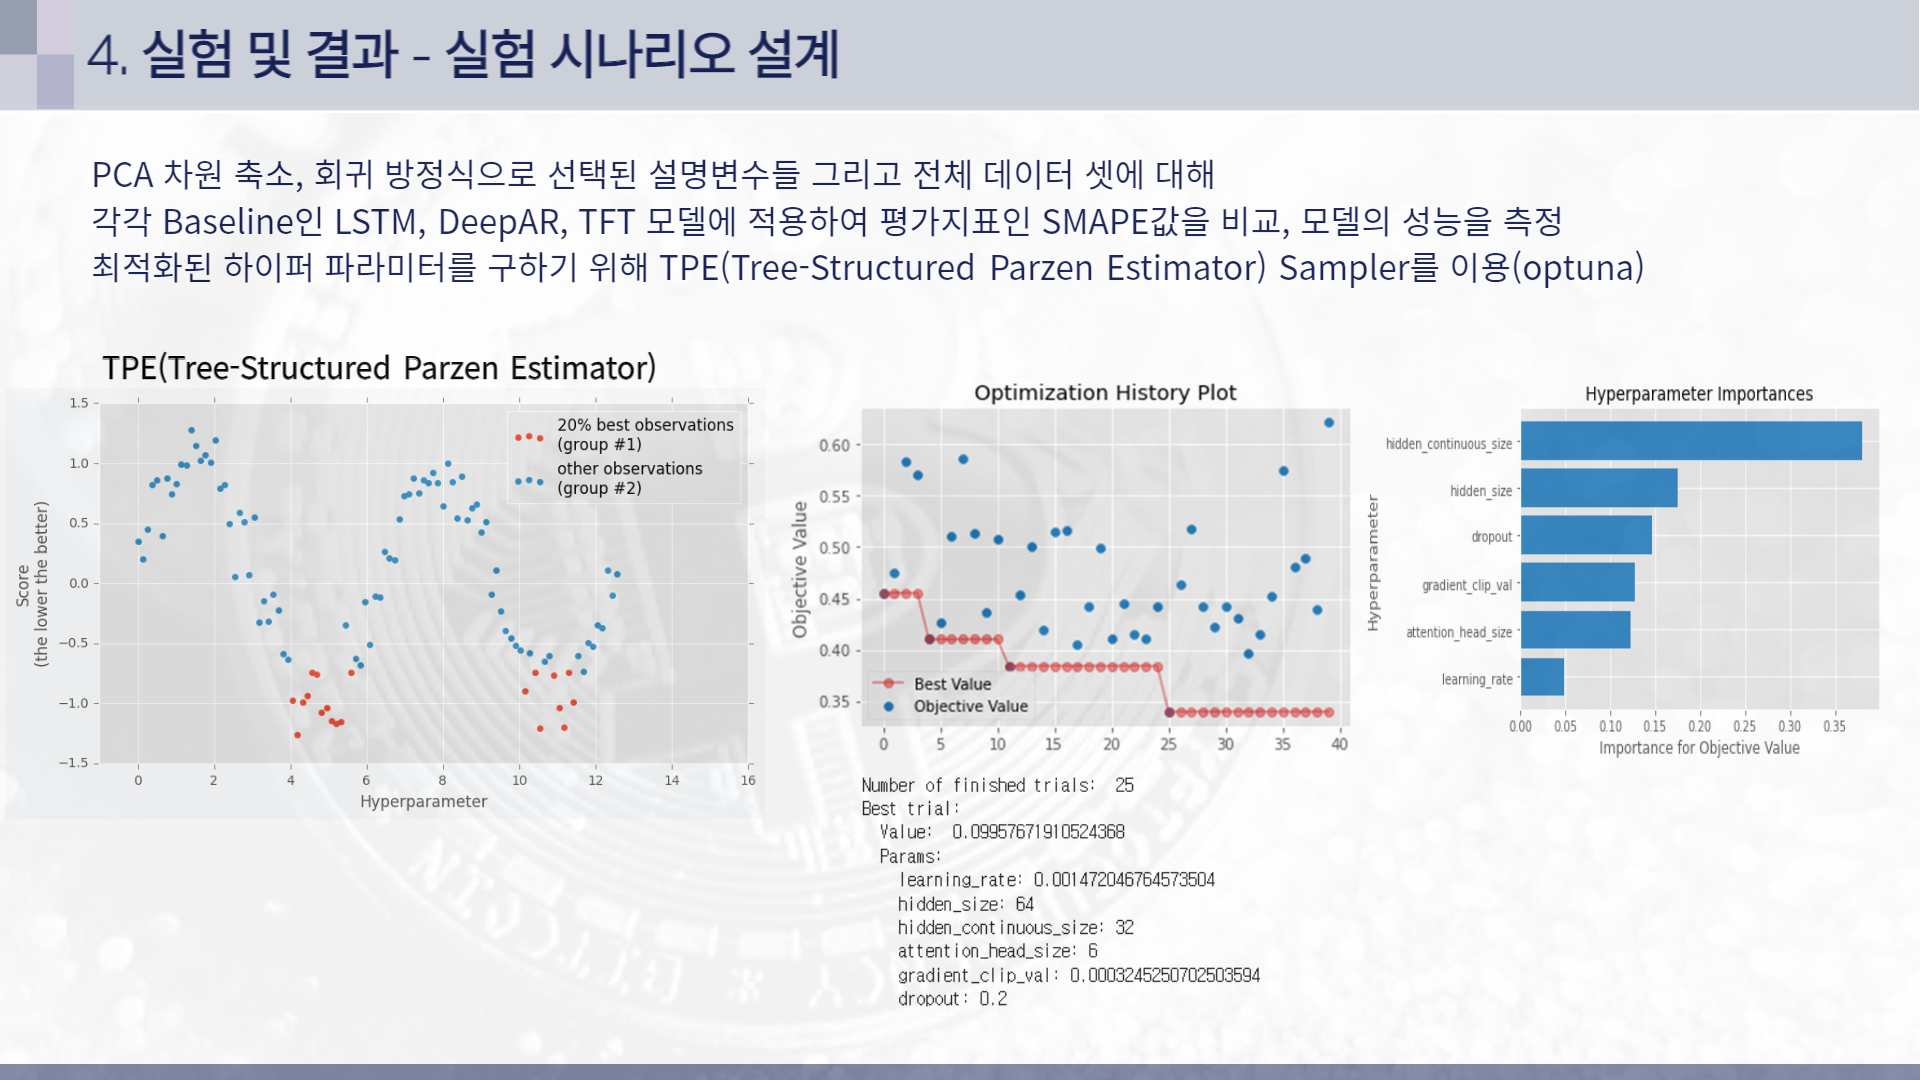 4. 실험 및 결과 - 실험 시나리오 설계
PCA 차원 축소, 회귀 방정식으로 선택된 설명변수들 그리고 전체 데이터 셋에 대해
각각 Baseline인 LSTM, DeepAR, TFT 모델에 적용하여 평가지표인 SMAPE값을 비교, 모델의 성능을 측정
최적화된 하이퍼 파라미터를 구하기 위해 TPE(Tree-Structured Parzen Estimator) Sampler를 이용(optuna)
TPE(Tree-Structured Parzen Estimator)
1.5
1.0
0.5
0.0
−0.5
−1.0
−1.5
Score
(the lower the better)
20% best observations
(group #1)
other observations
(group #2)
0 2 4 6 8 10 12 14 16
Hyperparameter
Optimization History Plot
0.60
0.55
0.50
0.45
0.40
0.35
Objective Value
Best Value
Objective Value
0 5 10 15 20 25 30 35 40
Number of finished trials: 25
Best trial:
Value: 0.09957671910524368
Params:
learning_rate: 0.001472046764573504
hidden_size: 64
hidden_continuous_size: 32
attention_head_size: 6
gradient_clip_val: 0.0003245250702503594
dropout: 0.2
Hyperparameter Importances
Hyperparameter
hidden_continuous_size
hidden_size
dropout
gradient_clip_val
attention_head_size
learning_rate
0.00 0.05 0.10 0.15 0.20 0.25 0.30 0.35
Importance for Objective Value